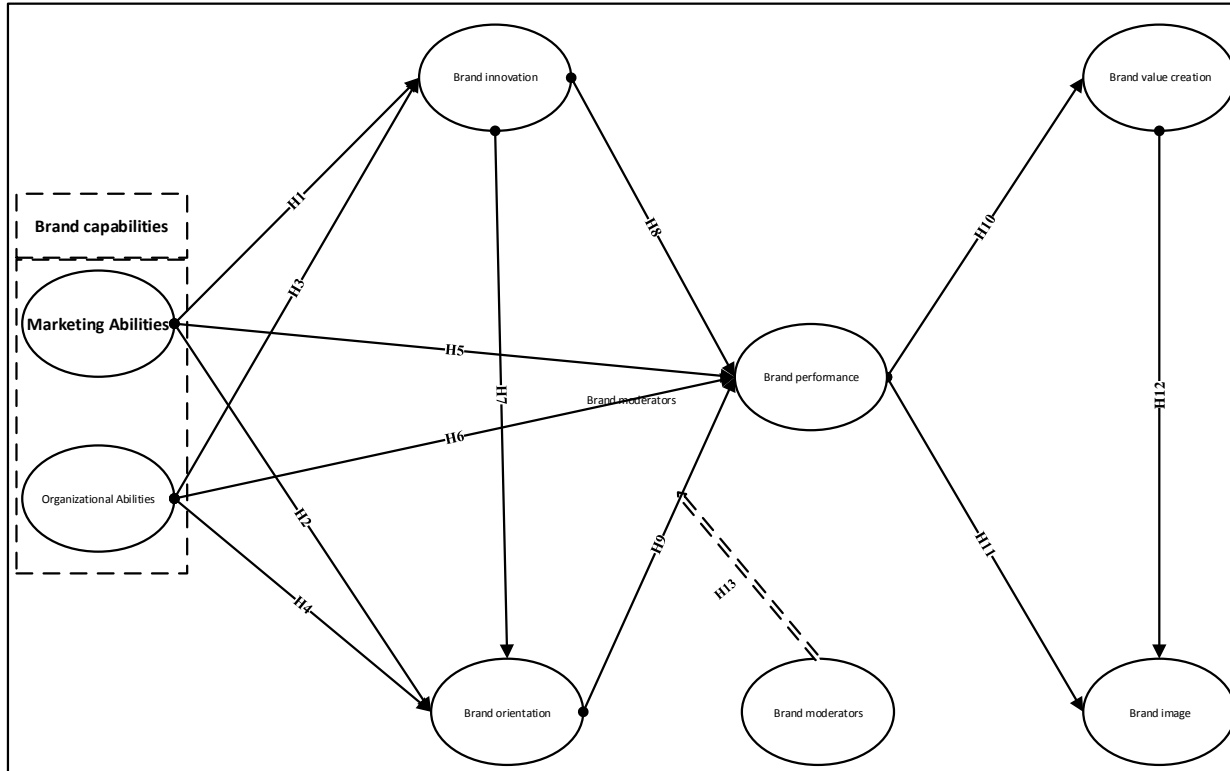 Brand innovation
Brand value creation
H1
H8
H10
Brand capabilities
H3
Marketing Abilities
H5
H7
Brand performance
Brand moderators
H12
H6
Organizational Abilities
H2
H9
H11
H13
H4
Brand orientation
Brand moderators
Brand image